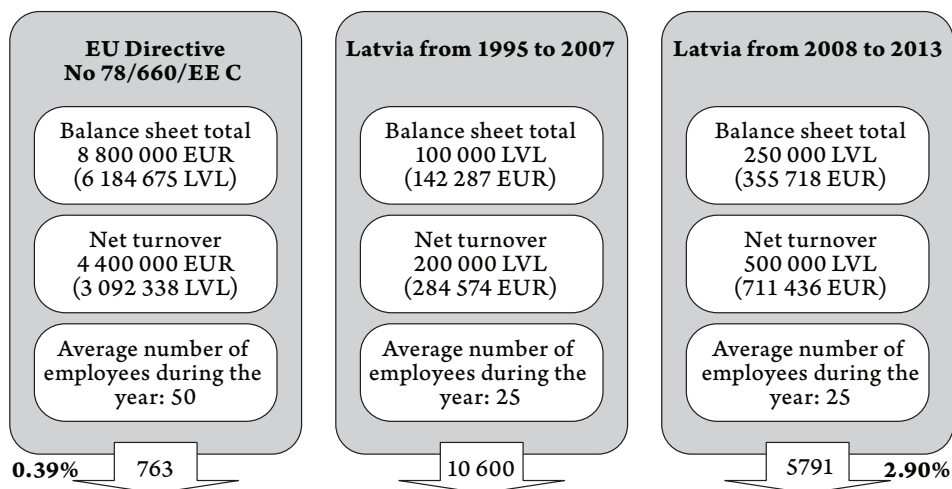 EU Directive
No 78/660/EE C
Balance sheet total
8 800 000 EUR
(6 184 675 LVL)
Net turnover
4 400 000 EUR
(3 092 338 LVL)
Average number of
employees during the
year: 50
0.39%
763
Latvia from 1995 to 2007
Balance sheet total
100 000 LVL
(142 287 EUR)
Net turnover
200 000 LVL
(284 574 EUR)
Average number of
employees during the
year: 25
10 600
Latvia from 2008 to 2013
Balance sheet total
250 000 LVL
(355 718 EUR)
Net turnover
500 000 LVL
(711 436 EUR)
Average number of
employees during the
year: 25
5791
2.90%